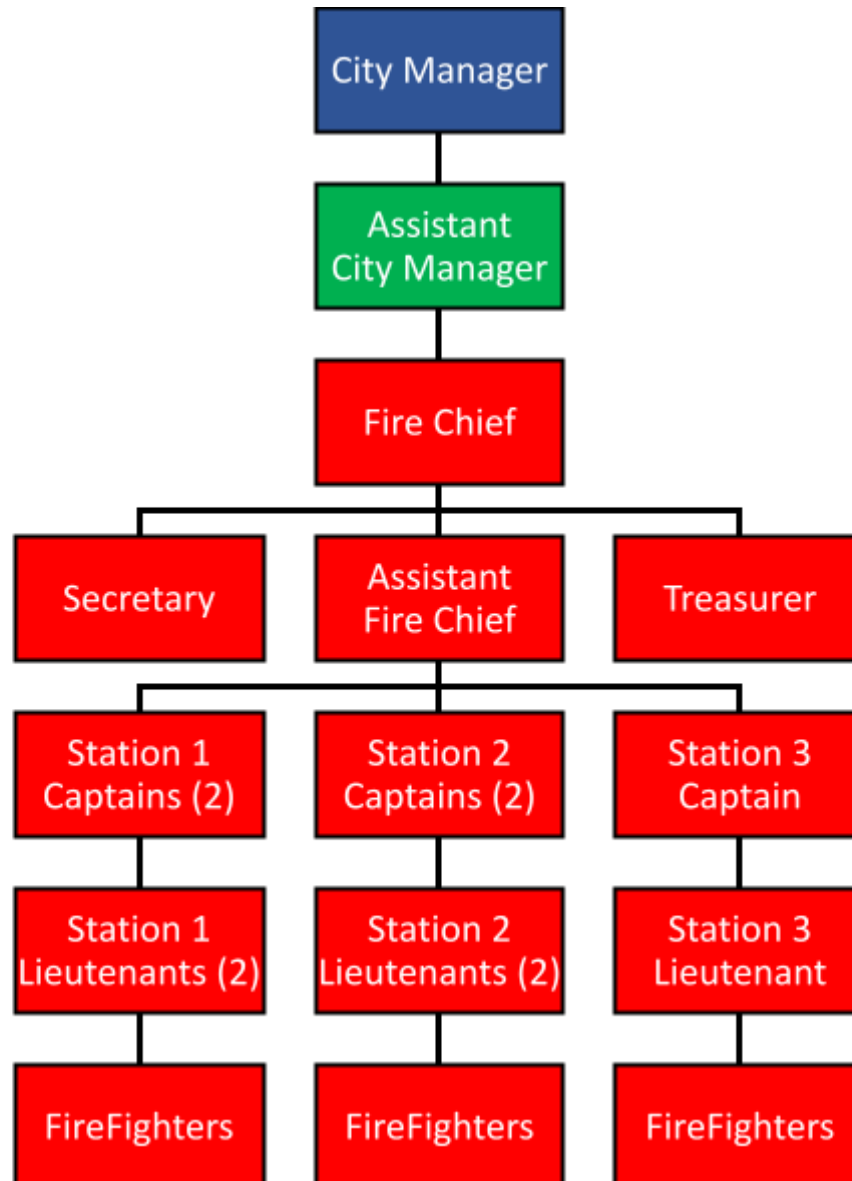 City Manager
Assistant
City Manager
Fire Chief
Secretary
Assistant
Fire Chief
Treasurer
Station 1
Captains (2)
Station 2
Captains (2)
Station 3
Captain
Station 1
Lieutenants (2)
Station 2
Lieutenants (2)
Station 3
Lieutenant
FireFighters
FireFighters
FireFighters